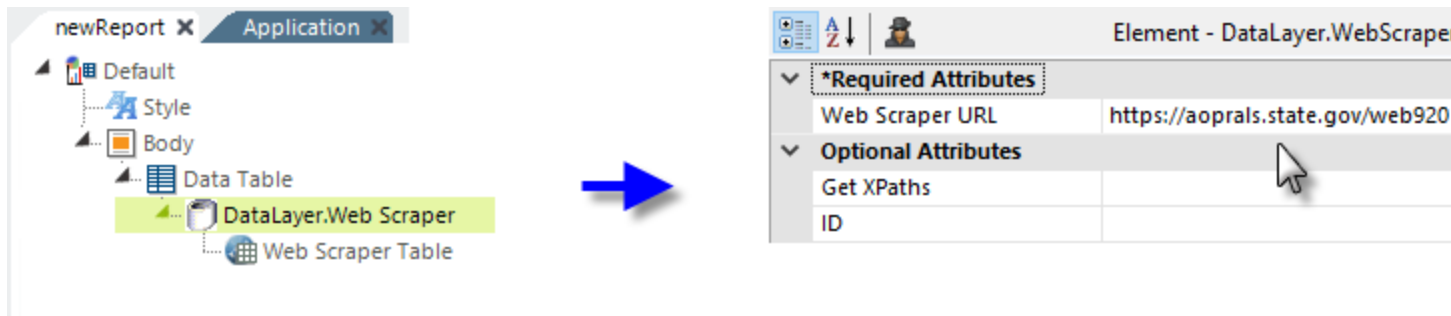 newReport Application
Default
Style
Body
Data Table
DataLayer.Web Scraper
Web Scraper Table
Element - DataLayer.WebScraper
*Required Attributes
Web Scraper URL https://aoprals.state.gov/web920
Optional Attributes
Get XPaths
ID